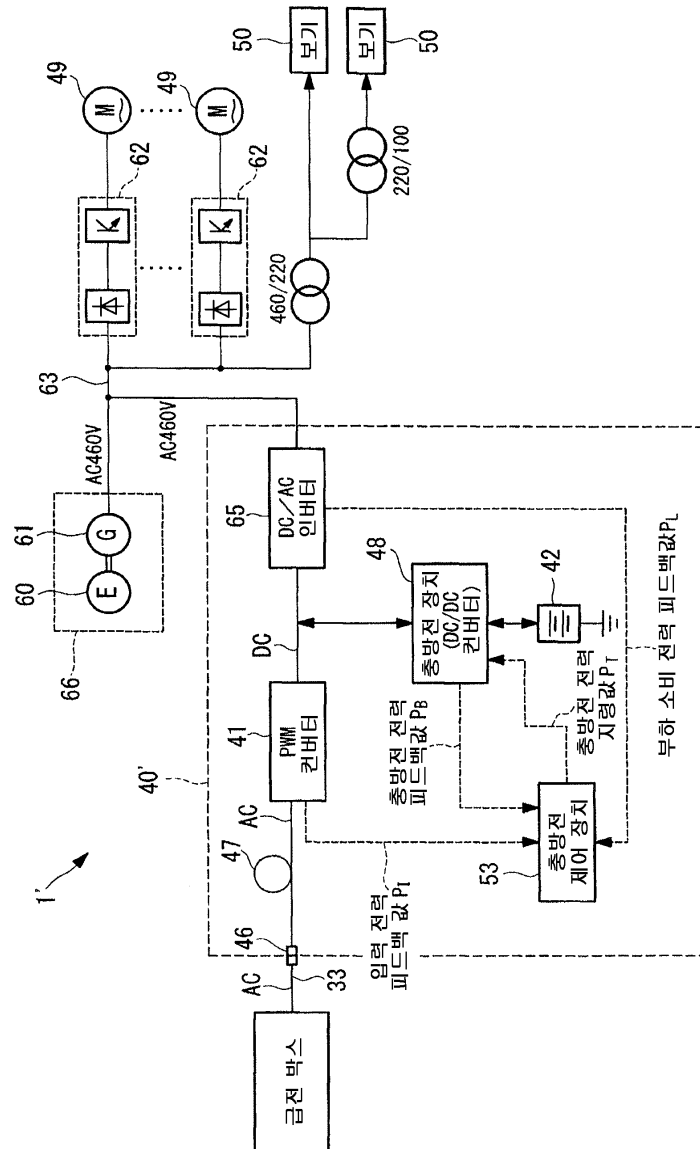 1'
66
60
61
E
G
AC460V
AC460V
63
62
62
49
M
49
M
460/220
220/100
보기
50
보기
50
40'
급전 박스
AC
33
46
47
AC
41
PWM
컨버터
DC
65
DC/AC
인버터
48
충방전 장치
(DC/DC
컨버터)
42
53
충방전
제어 장치
입력 전력
피드백 값 PI
충방전 전력
피드백값 PB
충방전 전력
지령값 PT
부하 소비 전력 피드백값 PL